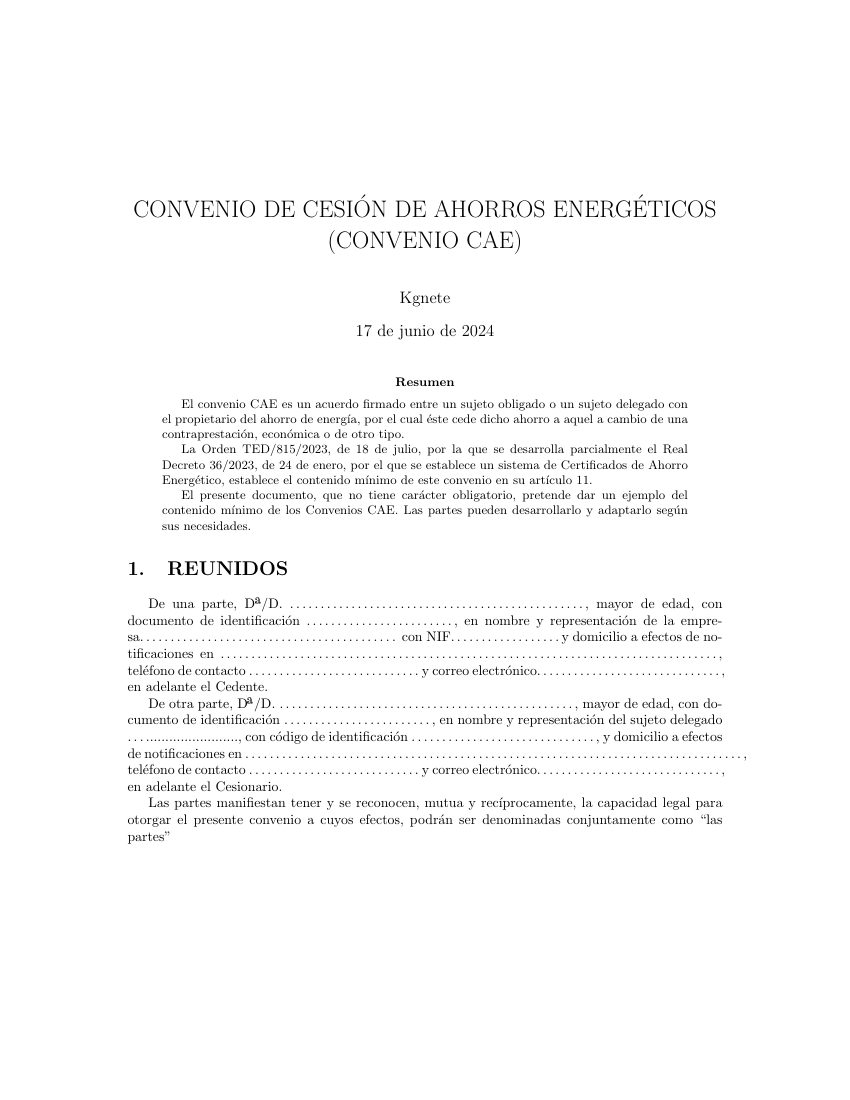 CONVENIO DE CESIÓN DE AHORROS ENERGÉTICOS
(CONVENIO CAE)
Kgnete
17 de junio de 2024
Resumen
El convenio CAE es un acuerdo firmado entre un sujeto obligado o un sujeto delegado con
el propietario del ahorro de energía, por el cual éste cede dicho ahorro a aquel a cambio de una
contraprestación, económica o de otro tipo.
La Orden TED/815/2023, de 18 de julio, por la que se desarrolla parcialmente el Real
Decreto 36/2023, de 24 de enero, por el que se establece un sistema de Certificados de Ahorro
Energético, establece el contenido mínimo de este convenio en su artículo 11.
El presente documento, que no tiene carácter obligatorio, pretende dar un ejemplo del
contenido mínimo de los Convenios CAE. Las partes pueden desarrollarlo y adaptarlo según
sus necesidades.
1. REUNIDOS
De una parte, Dª/D. ................................................, mayor de edad, con
documento de identificación ........................, en nombre y representación de la empre-
sa.......................................... con NIF..................y domicilio a efectos de no-
tificaciones en ..................................................................................,
teléfono de contacto ............................y correo electrónico..............................,
en adelante el Cedente.
De otra parte, Dª/D. ................................................, mayor de edad, con do-
cumento de identificación ........................, en nombre y representación del sujeto delegado
............................, con código de identificación .............................., y domicilio a efectos
de notificaciones en ..................................................................................,
teléfono de contacto ............................y correo electrónico..............................,
en adelante el Cesionario.
Las partes manifiestan tener y se reconocen, mutua y recíprocamente, la capacidad legal para
otorgar el presente convenio a cuyos efectos, podrán ser denominadas conjuntamente como “las
partes”